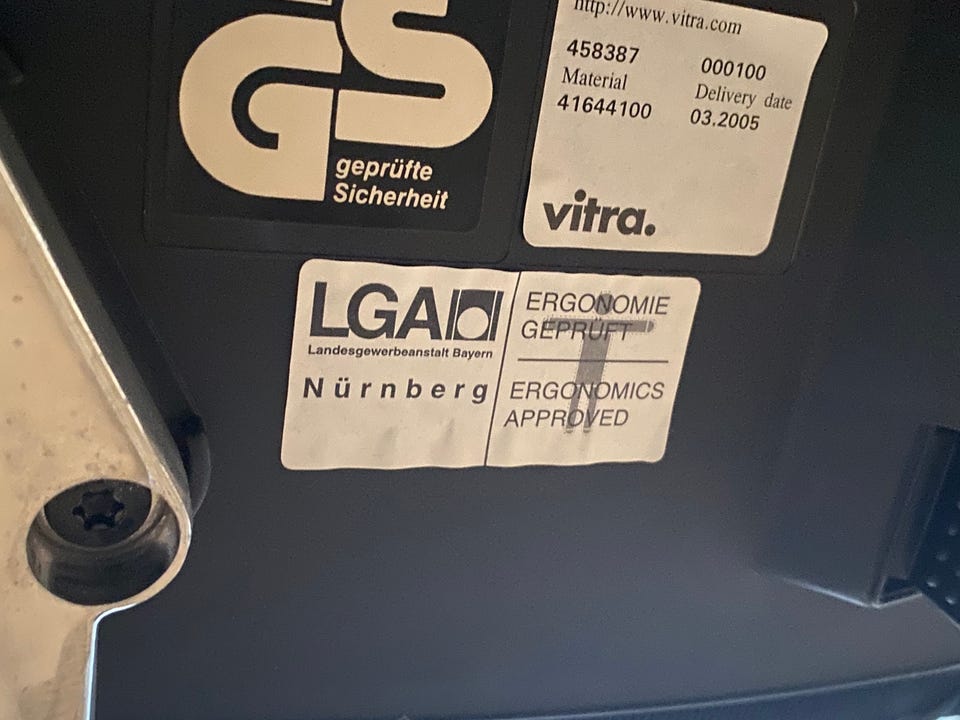 GS
geprüfte
Sicherheit
http://www.vitra.com
458387 000100
Material Delivery date
41644100 03.2005
vitra.
LGA
Landesgewerbeanstalt Bayern
Nürnberg
ERGONOMIE
GEPRÜFT
ERGONOMICS
APPROVED